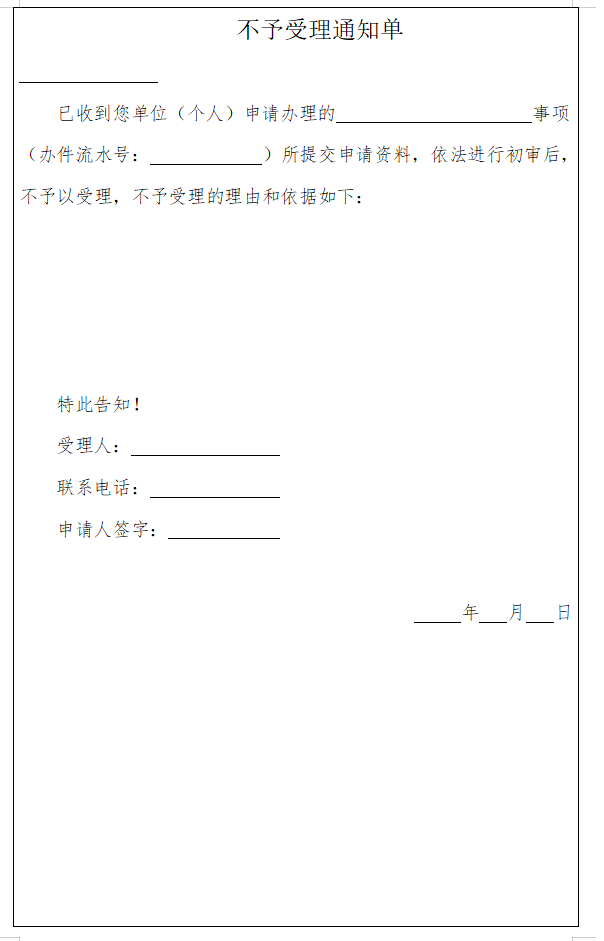 不予受理通知单
______________
已收到您单位（个人）申请办理的____________________事项
（办件流水号：____________）所提交申请资料，依法进行初审后，
不予以受理，不予受理的理由和依据如下：
特此告知！
受理人：________________
联系电话：______________
申请人签字：____________
_____年___月___日